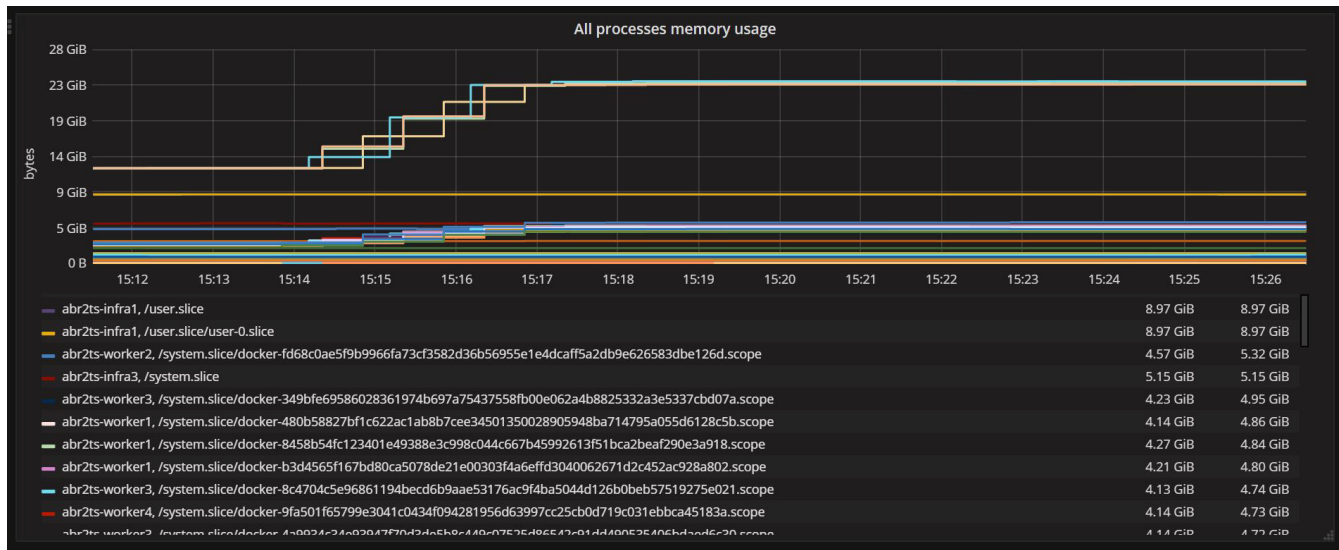 All processes memory usage
28 GiB
23 GiB
19 GiB
14 GiB
9 GiB
5 GiB
0 B
bytes
15:12 15:13 15:14 15:15 15:16 15:17 15:18 15:19 15:20 15:21 15:22 15:23 15:24 15:25 15:26
abr2ts-infra1, /user.slice 8.97 GiB 8.97 GiB
abr2ts-infra1, /user.slice/user-0.slice 8.97 GiB 8.97 GiB
abr2ts-worker2, /system.slice/docker-fd68c0ae5f9b9966fa73cf3582d36b56955e1e4dcaff5a2db9e626583dbe126d.scope 4.57 GiB 5.32 GiB
abr2ts-infra3, /system.slice 5.15 GiB 5.15 GiB
abr2ts-worker3, /system.slice/docker-349bfe69586028361974b697a75437558fb00e062a4b8825332a3e5337cbd07a.scope 4.23 GiB 4.95 GiB
abr2ts-worker1, /system.slice/docker-480b58827bf1c622ac1ab8b7cee34501350028905948ba714795a055d6128c5b.scope 4.14 GiB 4.86 GiB
abr2ts-worker1, /system.slice/docker-8458b54fc123401e49388e3c998c044c667b45992613f51bca2beaf290e3a918.scope 4.27 GiB 4.84 GiB
abr2ts-worker1, /system.slice/docker-b3d4565f167bd80ca5078de21e00303f4a6effd3040062671d2c452ac928a802.scope 4.21 GiB 4.80 GiB
abr2ts-worker3, /system.slice/docker-8c4704c5e96861194becd6b9aae53176ac9f4ba5044d126b0beb57519275e021.scope 4.13 GiB 4.74 GiB
abr2ts-worker4, /system.slice/docker-9fa501f65799e3041c0434f094281956d63997cc25cb0d719c031ebbca45183a.scope 4.14 GiB 4.73 GiB
4.14 GiB 4.72 GiB